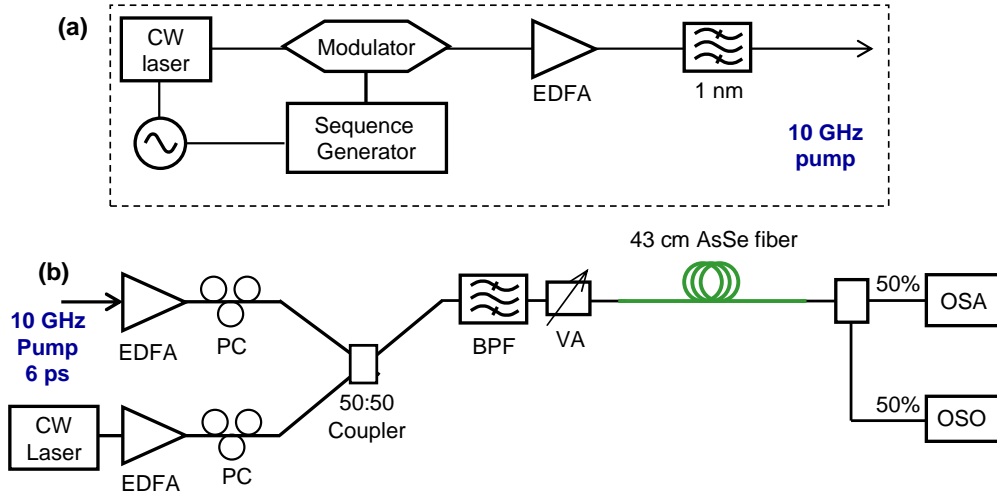 (a)
CW
laser
Modulator
EDFA
1 nm
Sequence
Generator
10 GHz
pump
43 cm AsSe fiber
(b)
10 GHz
Pump
6 ps
EDFA
PC
BPF
VA
50%
OSA
50:50
Coupler
CW
Laser
EDFA
PC
50%
OSO